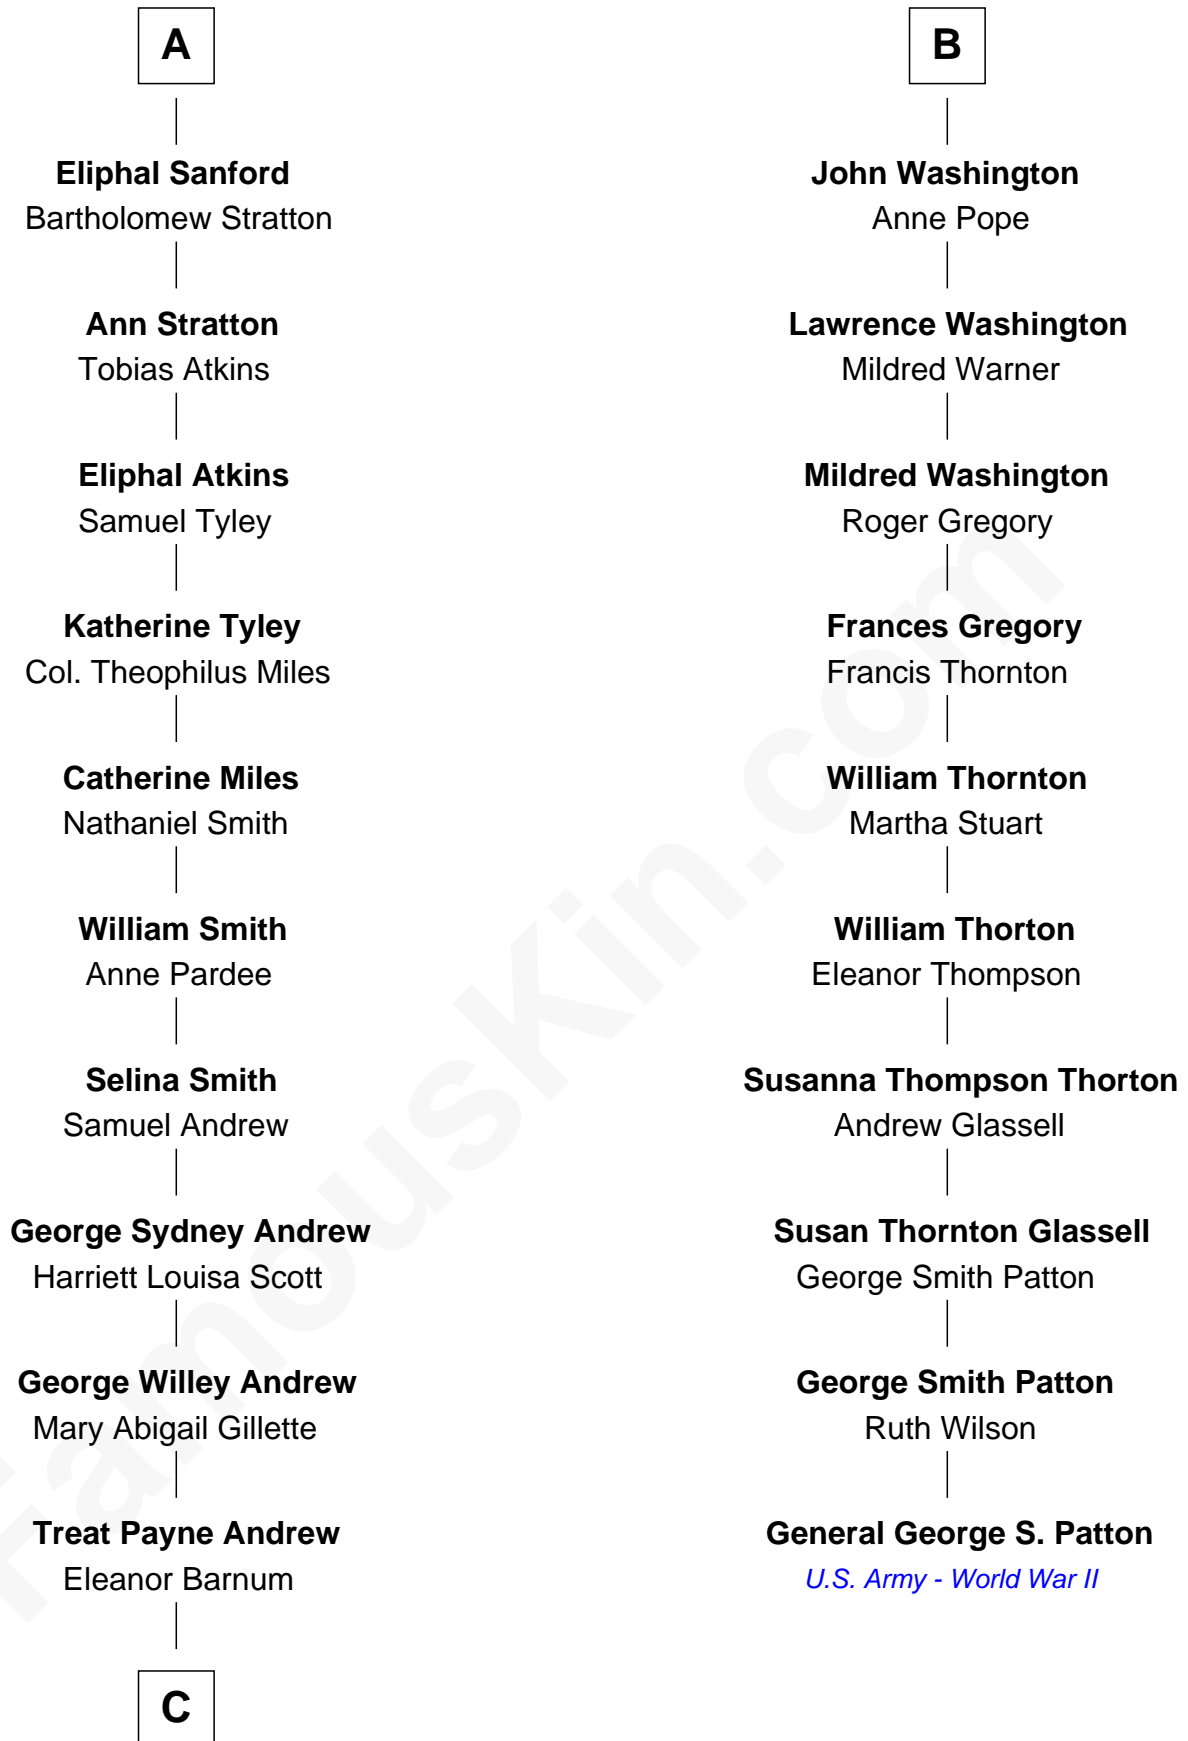 A
Eliphal Sanford
Bartholomew Stratton
Ann Stratton
Tobias Atkins
Eliphal Atkins
Samuel Tyley
Katherine Tyley
Col. Theophilus Miles
Catherine Miles
Nathaniel Smith
William Smith
Anne Pardee
Selina Smith
Samuel Andrew
George Sydney Andrew
Harriett Louisa Scott
George Willey Andrew
Mary Abigail Gillette
Treat Payne Andrew
Eleanor Barnum
C
B
John Washington
Anne Pope
Lawrence Washington
Mildred Warner
Mildred Washington
Roger Gregory
Frances Gregory
Francis Thornton
William Thornton
Martha Stuart
William Thorton
Eleanor Thompson
Susanna Thompson Thorton
Andrew Glassell
Susan Thornton Glassell
George Smith Patton
George Smith Patton
Ruth Wilson
General George S. Patton
U.S. Army - World War II
FamousKin.com